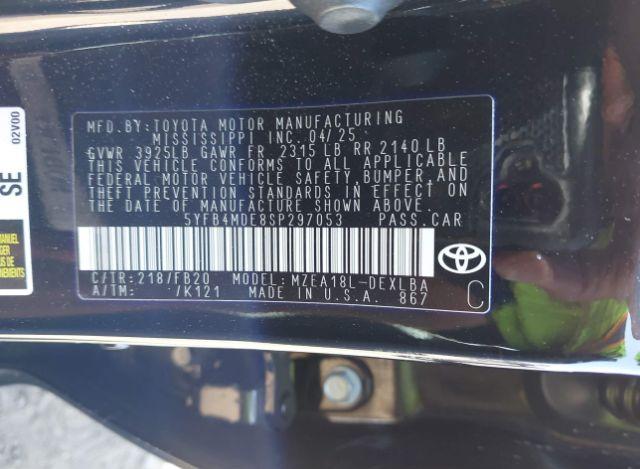 MFD.BY:TOYOTA MOTOR MANUFACTURING
MISSISSIPPI INC. 04/25
GVWR 3925LB GAWR FR 2315 LB RR 2140 LB
THIS VEHICLE CONFORMS TO ALL APPLICABLE
FEDERAL MOTOR VEHICLE SAFETY, BUMPER, AND
THEFT PREVENTION STANDARDS IN EFFECT ON
THE DATE OF MANUFACTURE SHOWN ABOVE.
5YFB4MDE8SP297053 PASS.CAR
C/TR:218/FB20 MODEL:MZEA18L-DEXLBA
A/TM: /K121 MADE IN U.S.A. 867
C
02V00
SE